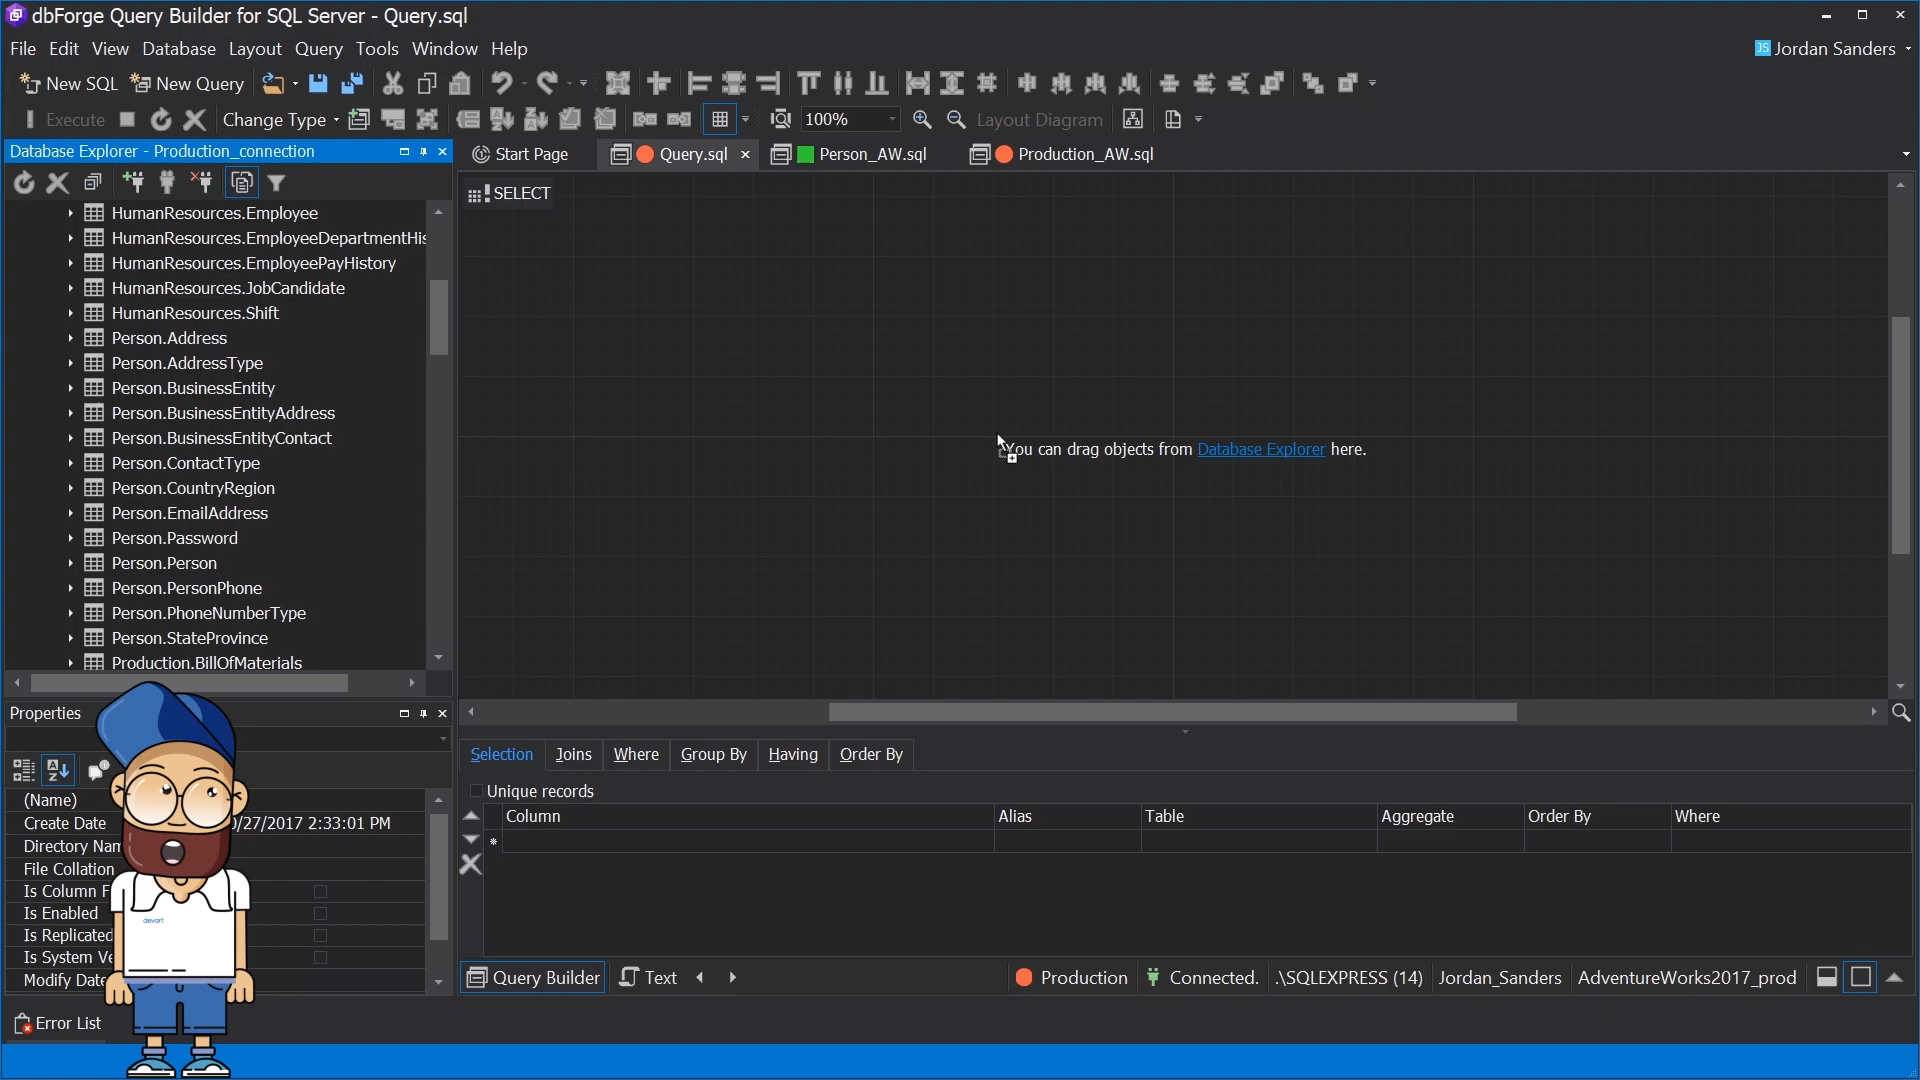 dbForge Query Builder for SQL Server - Query.sql
File Edit View Database Layout Query Tools Window Help
JS Jordan Sanders
New SQL New Query
Execute Change Type 100% Layout Diagram
Database Explorer - Production_connection
Start Page Query.sql Person_AW.sql Production_AW.sql
SELECT
HumanResources.Employee
HumanResources.EmployeeDepartmentHis
HumanResources.EmployeePayHistory
HumanResources.JobCandidate
HumanResources.Shift
Person.Address
Person.AddressType
Person.BusinessEntity
Person.BusinessEntityAddress
Person.BusinessEntityContact
Person.ContactType
Person.CountryRegion
Person.EmailAddress
Person.Password
Person.Person
Person.PersonPhone
Person.PhoneNumberType
Person.StateProvince
Production.BillOfMaterials
You can drag objects from Database Explorer here.
Properties
(Name)
Create Date 0/27/2017 2:33:01 PM
Directory Nam
File Collation
Is Column F
Is Enabled
Is Replicated
Is System Ve
Modify Date
devart
Selection Joins Where Group By Having Order By
Unique records
Column Alias Table Aggregate Order By Where
Query Builder Text Production Connected. .\SQLEXPRESS (14) Jordan_Sanders AdventureWorks2017_prod
Error List